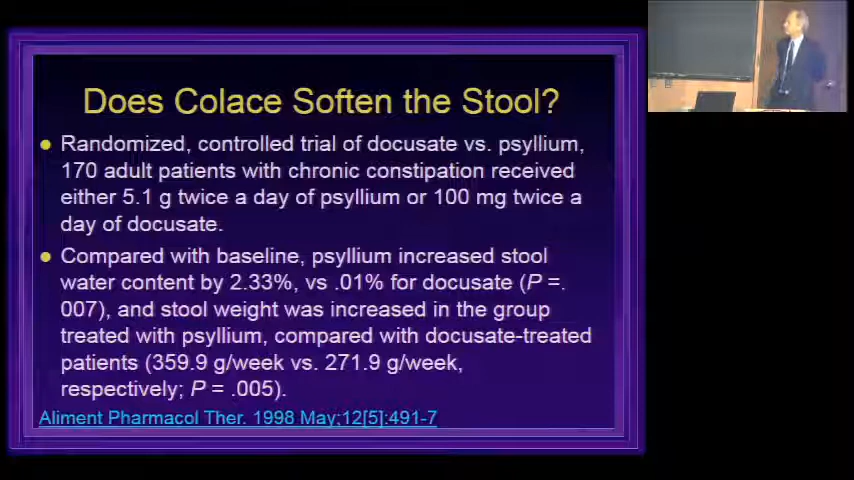 Does Colace Soften the Stool?
Randomized, controlled trial of docusate vs. psyllium,
170 adult patients with chronic constipation received
either 5.1 g twice a day of psyllium or 100 mg twice a
day of docusate.
Compared with baseline, psyllium increased stool
water content by 2.33%, vs .01% for docusate (P =.
007), and stool weight was increased in the group
treated with psyllium, compared with docusate-treated
patients (359.9 g/week vs. 271.9 g/week,
respectively; P = .005).
Aliment Pharmacol Ther. 1998 May;12[5]:491-7